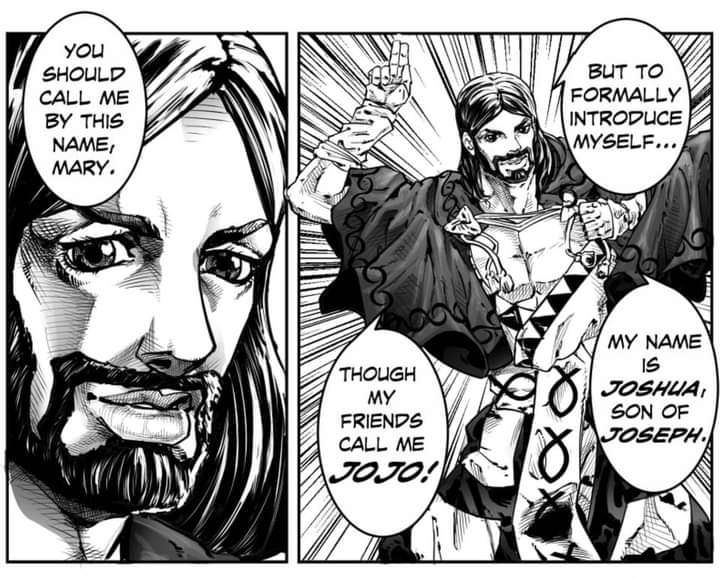 YOU
SHOULD
CALL ME
BY THIS
NAME,
MARY.
BUT TO
FORMALLY
INTRODUCE
MYSELF...
MY NAME
IS
JOSHUA,
SON OF
JOSEPH.
THOUGH
MY
FRIENDS
CALL ME
JOJO!